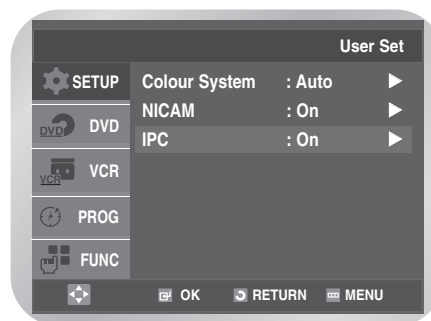 User Set
SETUP
Colour System : Auto
NICAM : On
DVD DVD
IPC : On
VCR VCR
PROG
FUNC
OK RETURN MENU